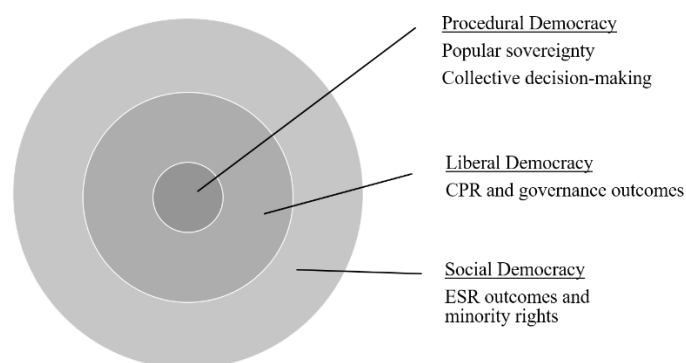 Procedural Democracy
Popular sovereignty
Collective decision-making
Liberal Democracy
CPR and governance outcomes
Social Democracy
ESR outcomes and
minority rights